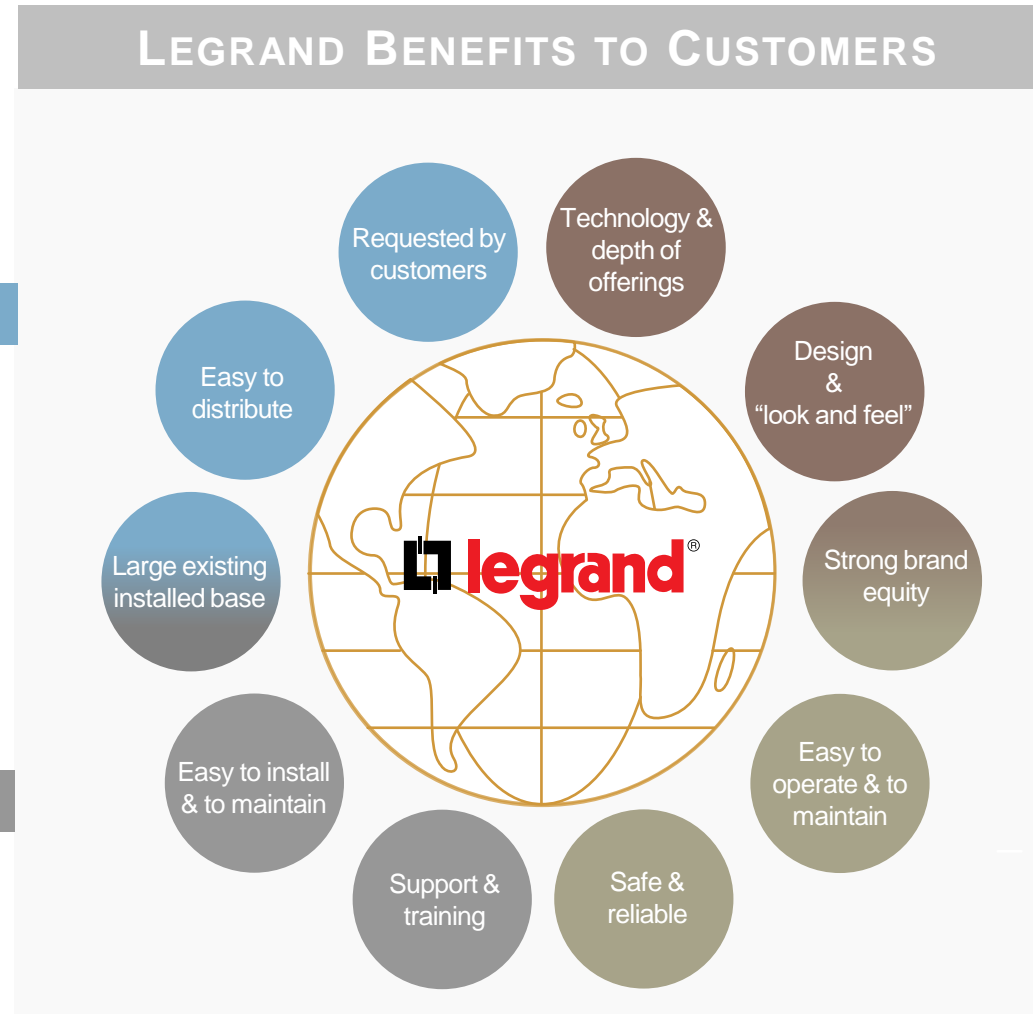 LEGRAND BENEFITS TO CUSTOMERS
Requested by
customers
Technology &
depth of
offerings
Easy to
distribute
Design
&
“look and feel”
Large existing
installed base
legrand®
Strong brand
equity
Easy to install
& to maintain
Easy to
operate & to
maintain
Support &
training
Safe &
reliable